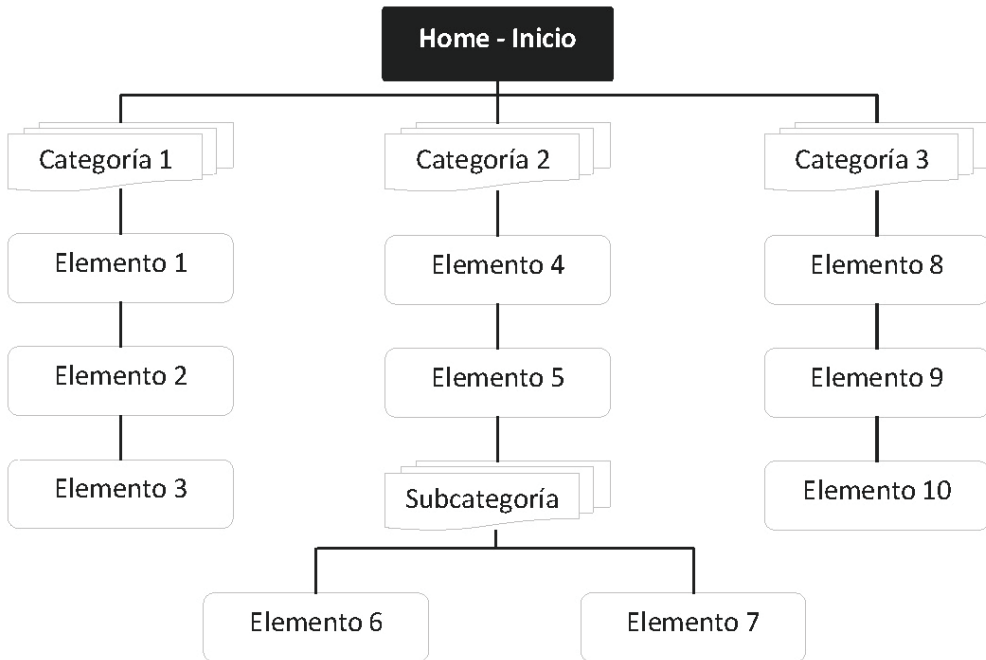 Home - Inicio
Categoría 1
Categoría 2
Categoría 3
Elemento 1
Elemento 4
Elemento 8
Elemento 2
Elemento 5
Elemento 9
Elemento 3
Subcategoría
Elemento 10
Elemento 6
Elemento 7